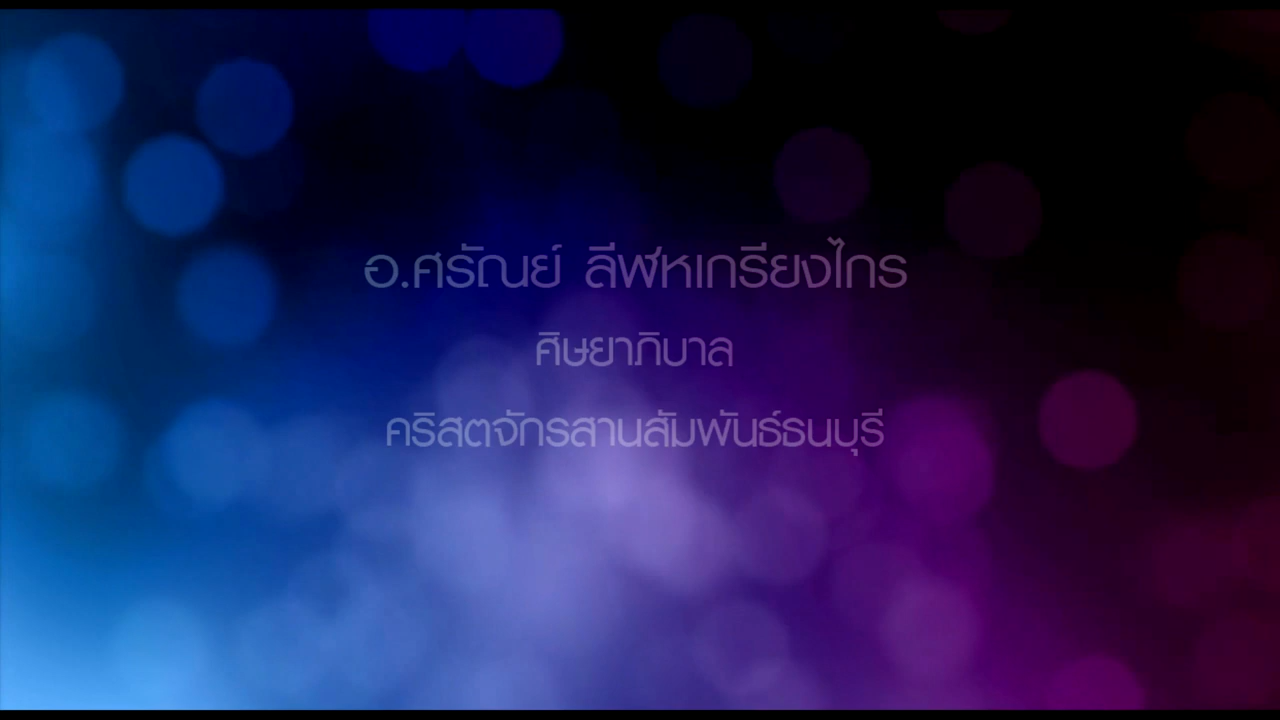 อ.ศรัณย์ ลีฬหเกรียงไกร
ศิษยาภิบาล
คริสตจักรสานสัมพันธ์ธนบุรี